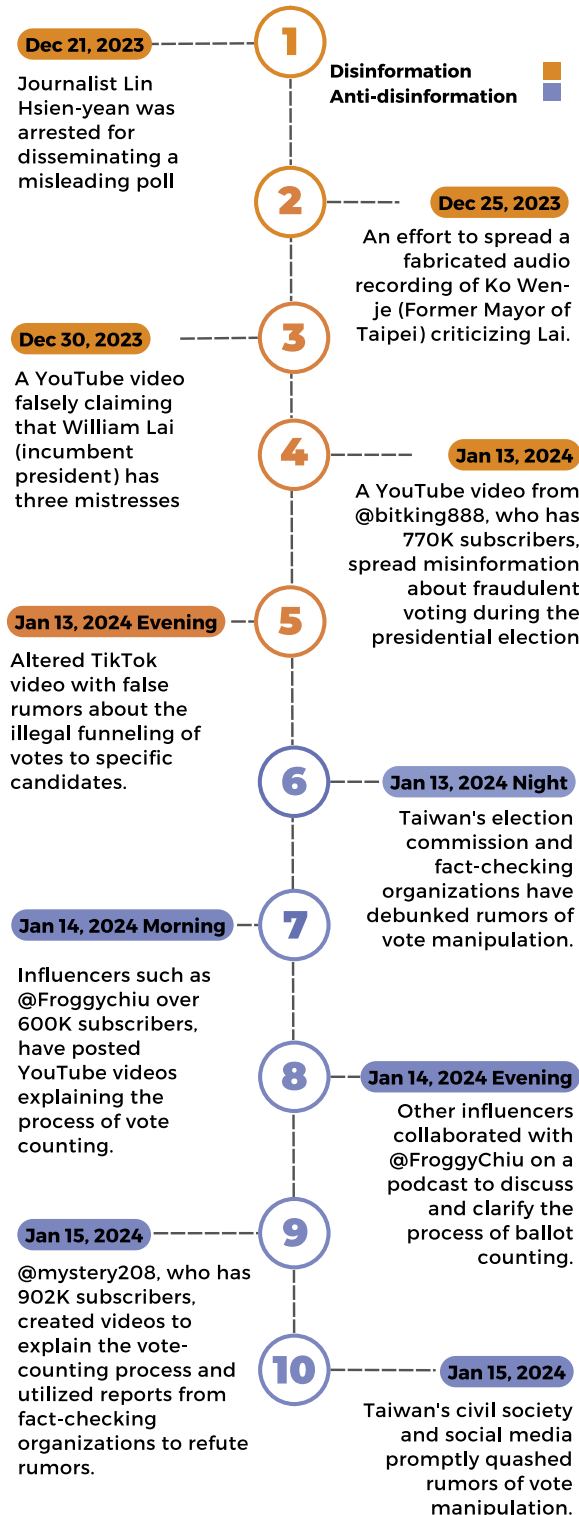 1
Dec 21, 2023
Journalist Lin
Hsien-yean was
arrested for
disseminating a
misleading poll
Disinformation
Anti-disinformation
2
Dec 25, 2023
An effort to spread a
fabricated audio
recording of Ko Wen-
je (Former Mayor of
Taipei) criticizing Lai.
3
Dec 30, 2023
A YouTube video
falsely claiming
that William Lai
(incumbent
president) has
three mistresses
4
Jan 13, 2024
A YouTube video from
@bitking888, who has
770K subscribers,
spread misinformation
about fraudulent
voting during the
presidential election
5
Jan 13, 2024 Evening
Altered TikTok
video with false
rumors about the
illegal funneling of
votes to specific
candidates.
6
Jan 13, 2024 Night
Taiwan's election
commission and
fact-checking
organizations have
debunked rumors of
vote manipulation.
7
Jan 14, 2024 Morning
Influencers such as
@Froggychiu over
600K subscribers,
have posted
YouTube videos
explaining the
process of vote
counting.
8
Jan 14, 2024 Evening
Other influencers
collaborated with
@FroggyChiu on a
podcast to discuss
and clarify the
process of ballot
counting.
9
Jan 15, 2024
@mystery208, who has
902K subscribers,
created videos to
explain the vote-
counting process and
utilized reports from
fact-checking
organizations to refute
rumors.
10
Jan 15, 2024
Taiwan's civil society
and social media
promptly quashed
rumors of vote
manipulation.